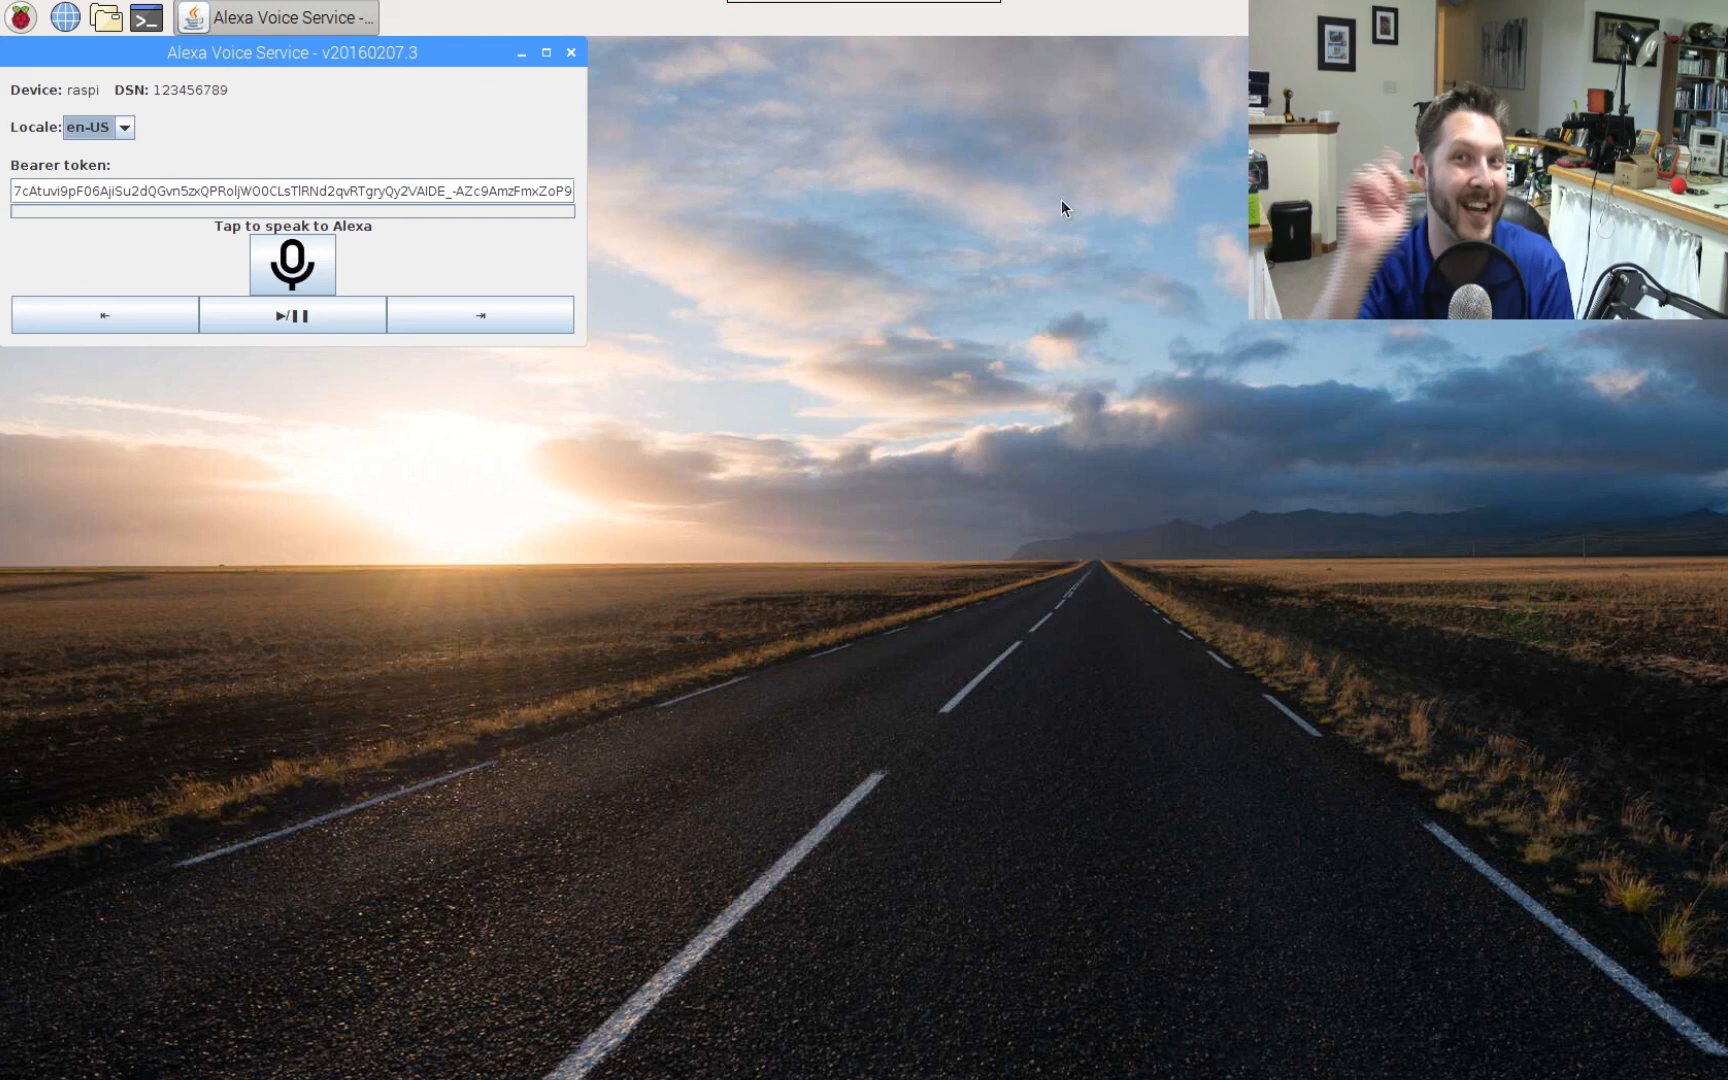 Alexa Voice Service -...
Alexa Voice Service - v20160207.3
Device: raspi DSN: 123456789
Locale: en-US
Bearer token:
7cAtuvi9pF06AjiSu2dQGvn5zxQPRoljWO0CLsTlRNd2qvRTgryQy2VAIDE_-AZc9AmzFmxZoP9
Tap to speak to Alexa